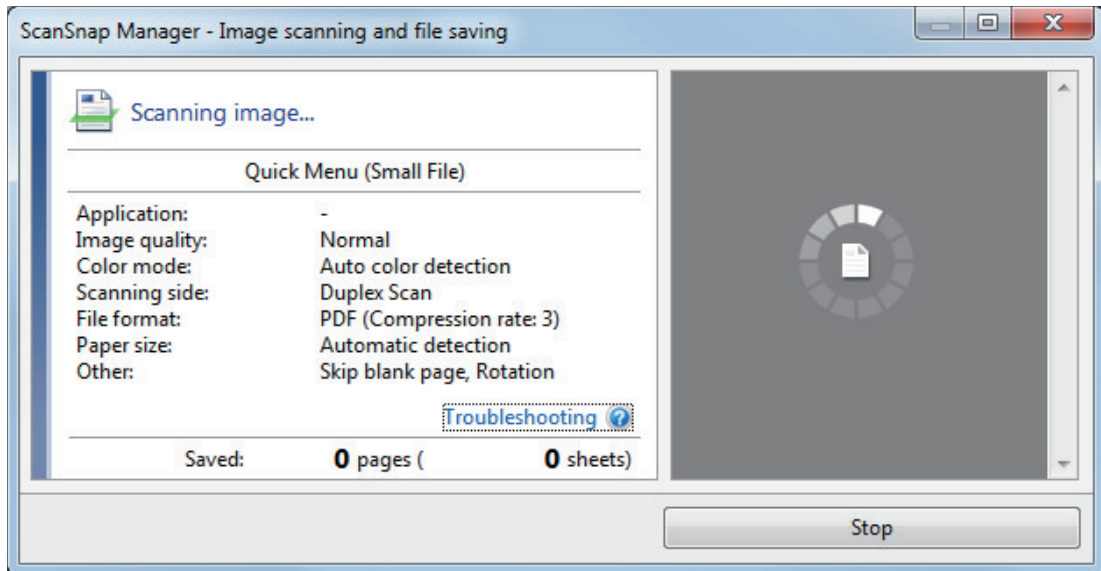 ScanSnap Manager - Image scanning and file saving
Scanning image...
Quick Menu (Small File)
Application: -
Image quality: Normal
Color mode: Auto color detection
Scanning side: Duplex Scan
File format: PDF (Compression rate: 3)
Paper size: Automatic detection
Other: Skip blank page, Rotation
Troubleshooting ?
Saved: 0 pages ( 0 sheets)
Stop